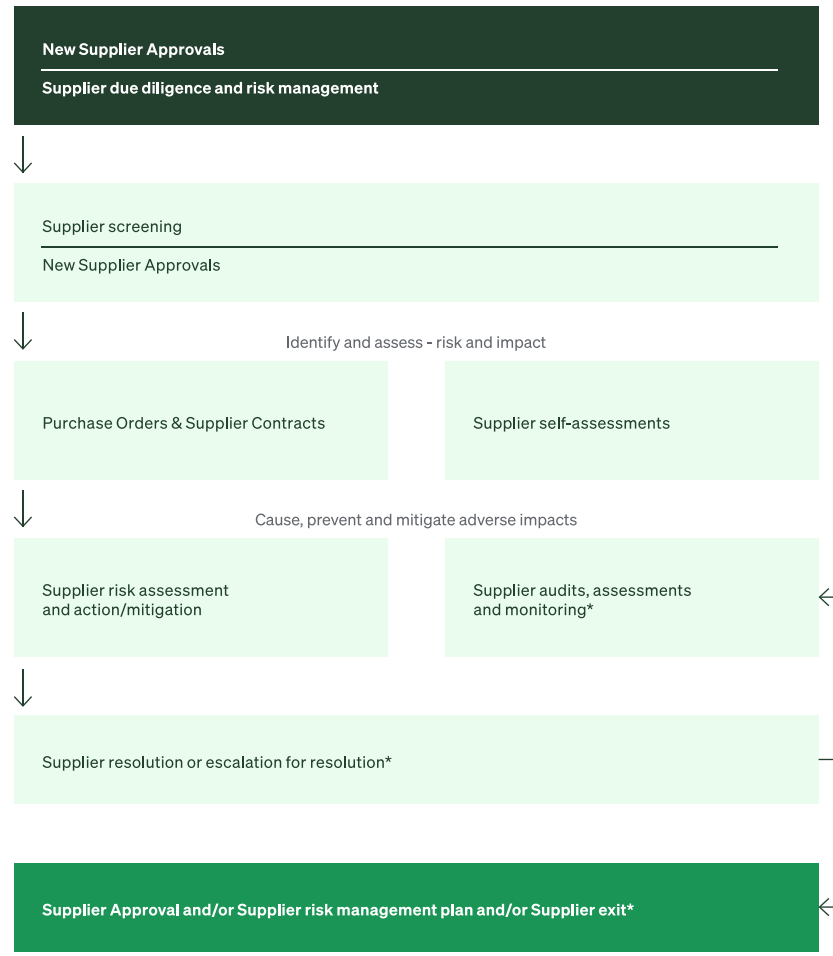 New Supplier Approvals
Supplier due diligence and risk management
Supplier screening
New Supplier Approvals
Identify and assess - risk and impact
Purchase Orders & Supplier Contracts
Supplier self-assessments
Cause, prevent and mitigate adverse impacts
Supplier risk assessment
and action/mitigation
Supplier audits, assessments
and monitoring*
Supplier resolution or escalation for resolution*
Supplier Approval and/or Supplier risk management plan and/or Supplier exit*